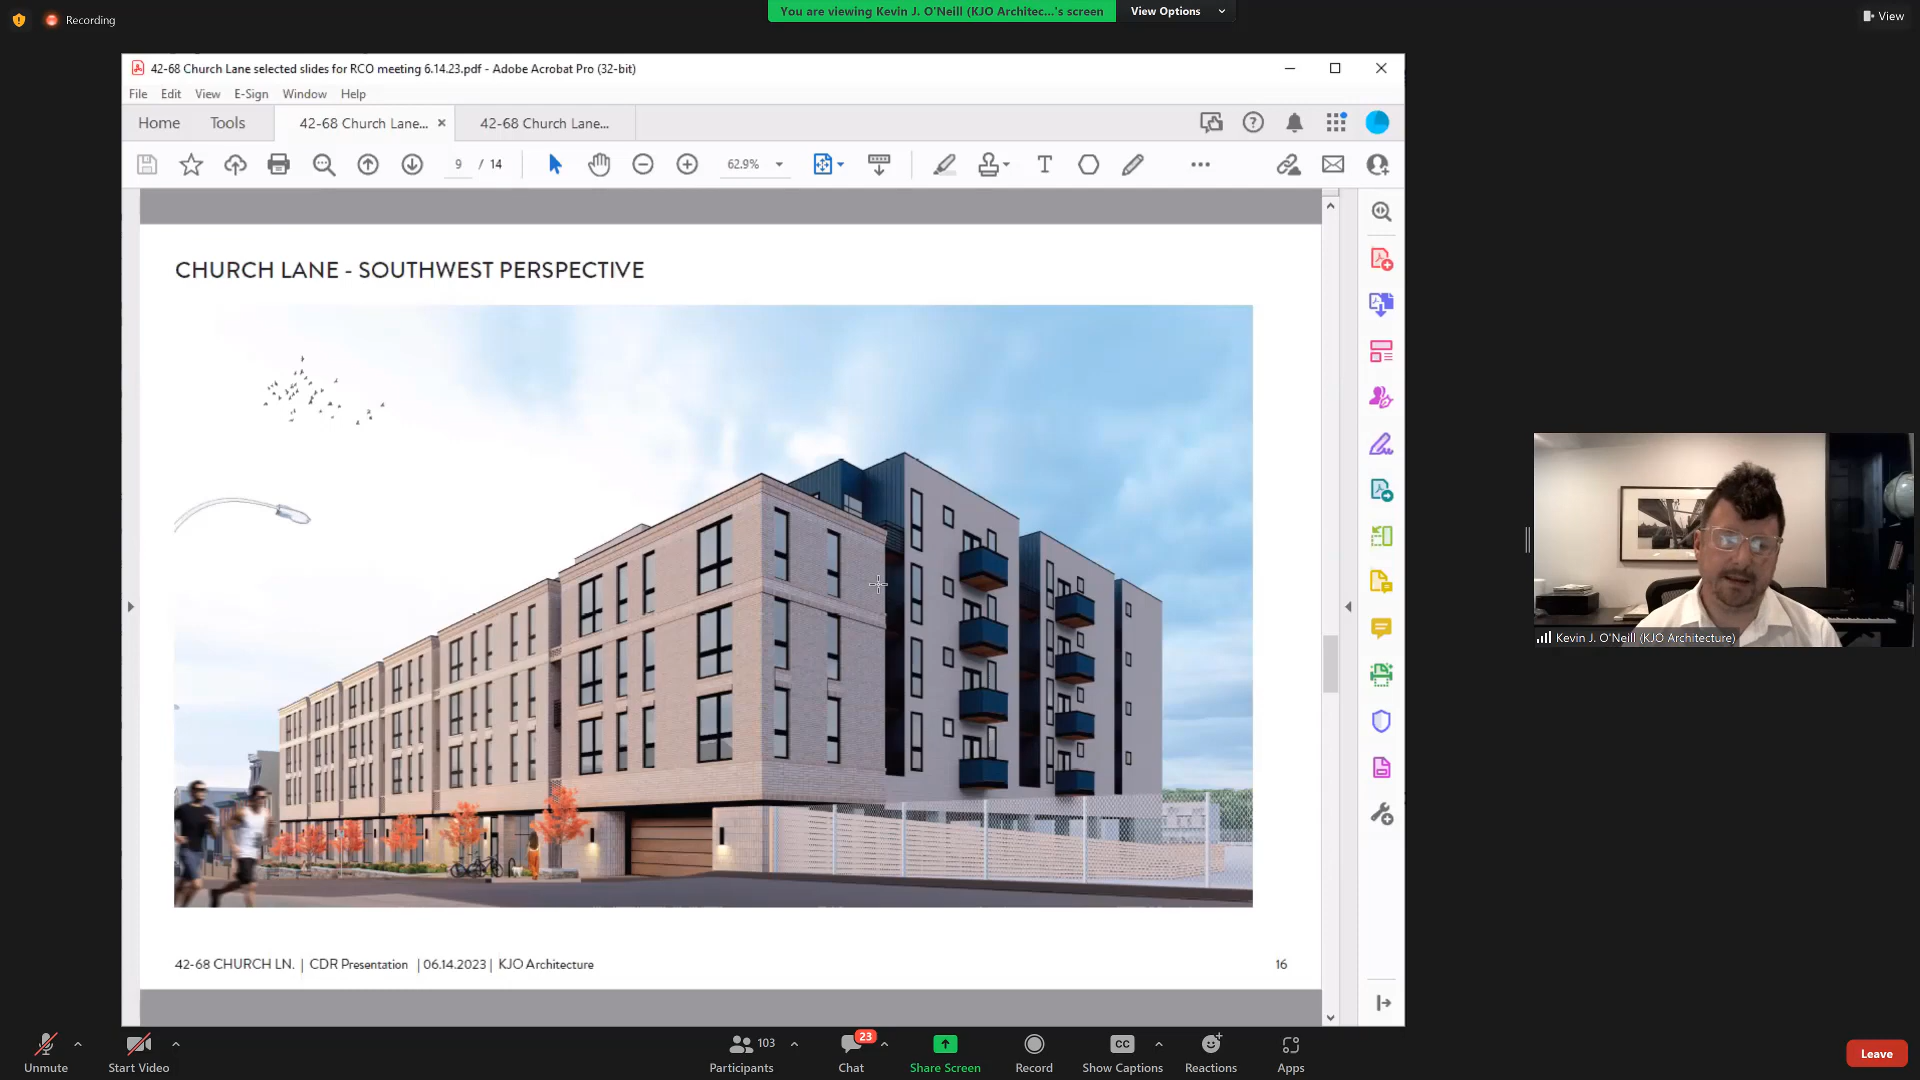 Recording
You are viewing Kevin J. O'Neill (KJO Architec...'s screen
View Options
View
42-68 Church Lane selected slides for RCO meeting 6.14.23.pdf - Adobe Acrobat Pro (32-bit)
File Edit View E-Sign Window Help
Home Tools 42-68 Church Lane... 42-68 Church Lane...
9 / 14 62.9%
CHURCH LANE - SOUTHWEST PERSPECTIVE
Kevin J. O'Neill (KJO Architecture)
42-68 CHURCH LN. | CDR Presentation | 06.14.2023 | KJO Architecture
16
103
23
CC
Unmute Start Video Participants Chat Share Screen Record Show Captions Reactions Apps Leave